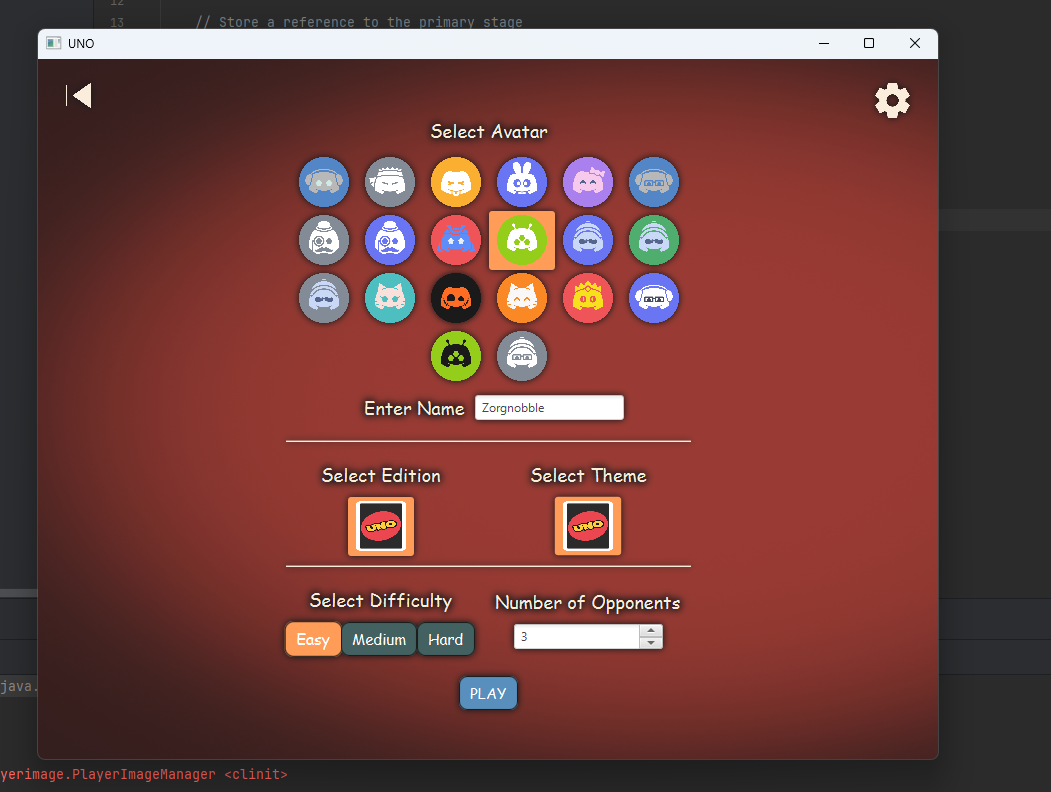 12
13 // Store a reference to the primary stage
UNO
Select Avatar
Enter Name Zorgnobble
Select Edition Select Theme
UNO UNO
Select Difficulty Number of Opponents
Easy Medium Hard 3
java.
PLAY
yerimage.PlayerImageManager <clinit>